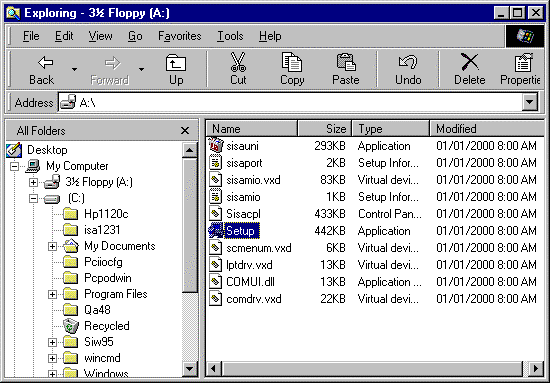 Exploring - 3½ Floppy (A:)
File Edit View Go Favorites Tools Help
Back Forward Up Cut Copy Paste Undo Delete Propertie
Address A:\
All Folders
Name Size Type Modified
Desktop
My Computer
3½ Floppy (A:)
(C:)
Hp1120c
isa1231
My Documents
Pciiocfg
Pcpodwin
Program Files
Qa48
Recycled
Siw95
wincmd
Windows
sisauni 293KB Application 01/01/2000 8:00 AM
sisaport 2KB Setup Infor... 01/01/2000 8:00 AM
sisamio.vxd 83KB Virtual devi... 01/01/2000 8:00 AM
sisamio 1KB Setup Infor... 01/01/2000 8:00 AM
Sisacpl 433KB Control Pan... 01/01/2000 8:00 AM
Setup 442KB Application 01/01/2000 8:00 AM
scmenum.vxd 6KB Virtual devi... 01/01/2000 8:00 AM
lptdrv.vxd 13KB Virtual devi... 01/01/2000 8:00 AM
COMUI.dll 13KB Application ... 01/01/2000 8:00 AM
comdrv.vxd 22KB Virtual devi... 01/01/2000 8:00 AM